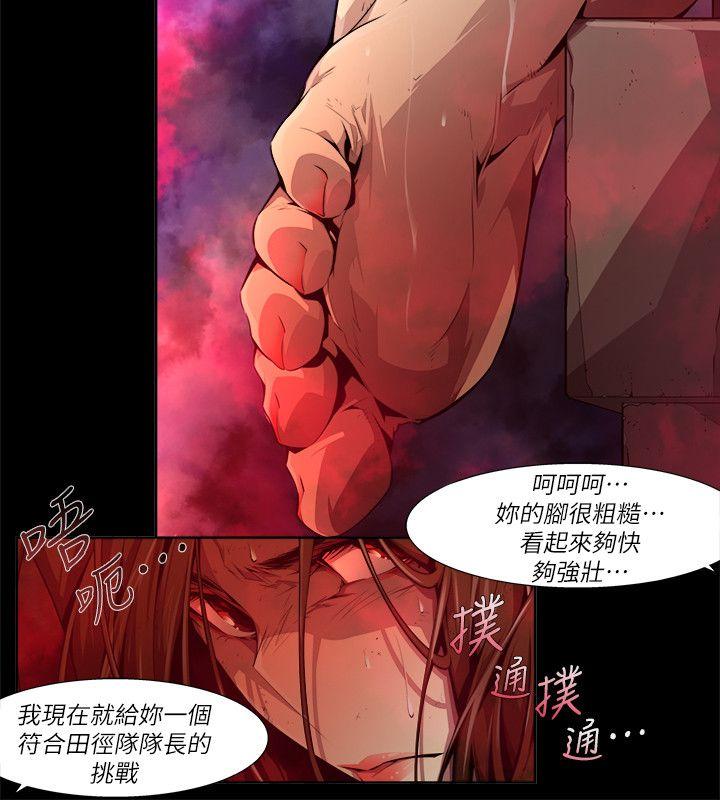 呵呵呵…
妳的腳很粗糙…
看起來夠快
夠強壯…
唔
呃…
撲
通
撲
通…
我現在就給妳一個
符合田徑隊隊長的
挑戰